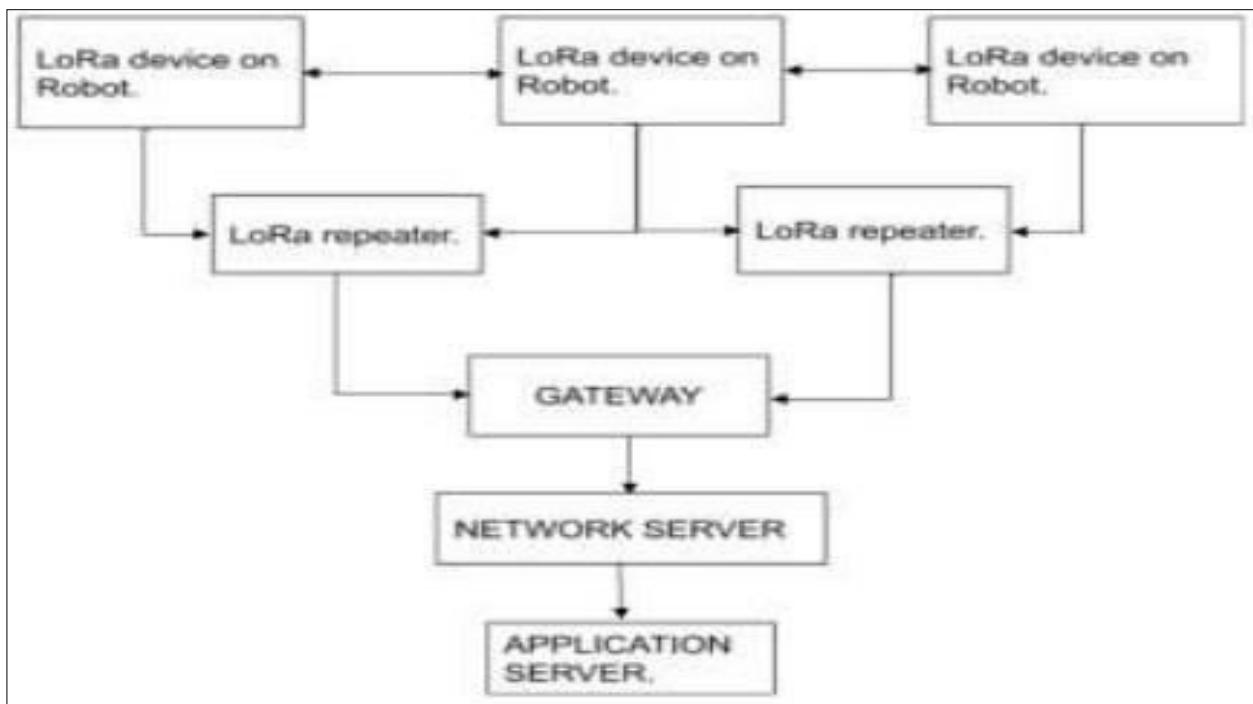 LoRa device on
Robot.
LoRa device on
Robot.
LoRa device on
Robot.
LoRa repeater.
LoRa repeater.
GATEWAY
NETWORK SERVER
APPLICATION
SERVER.